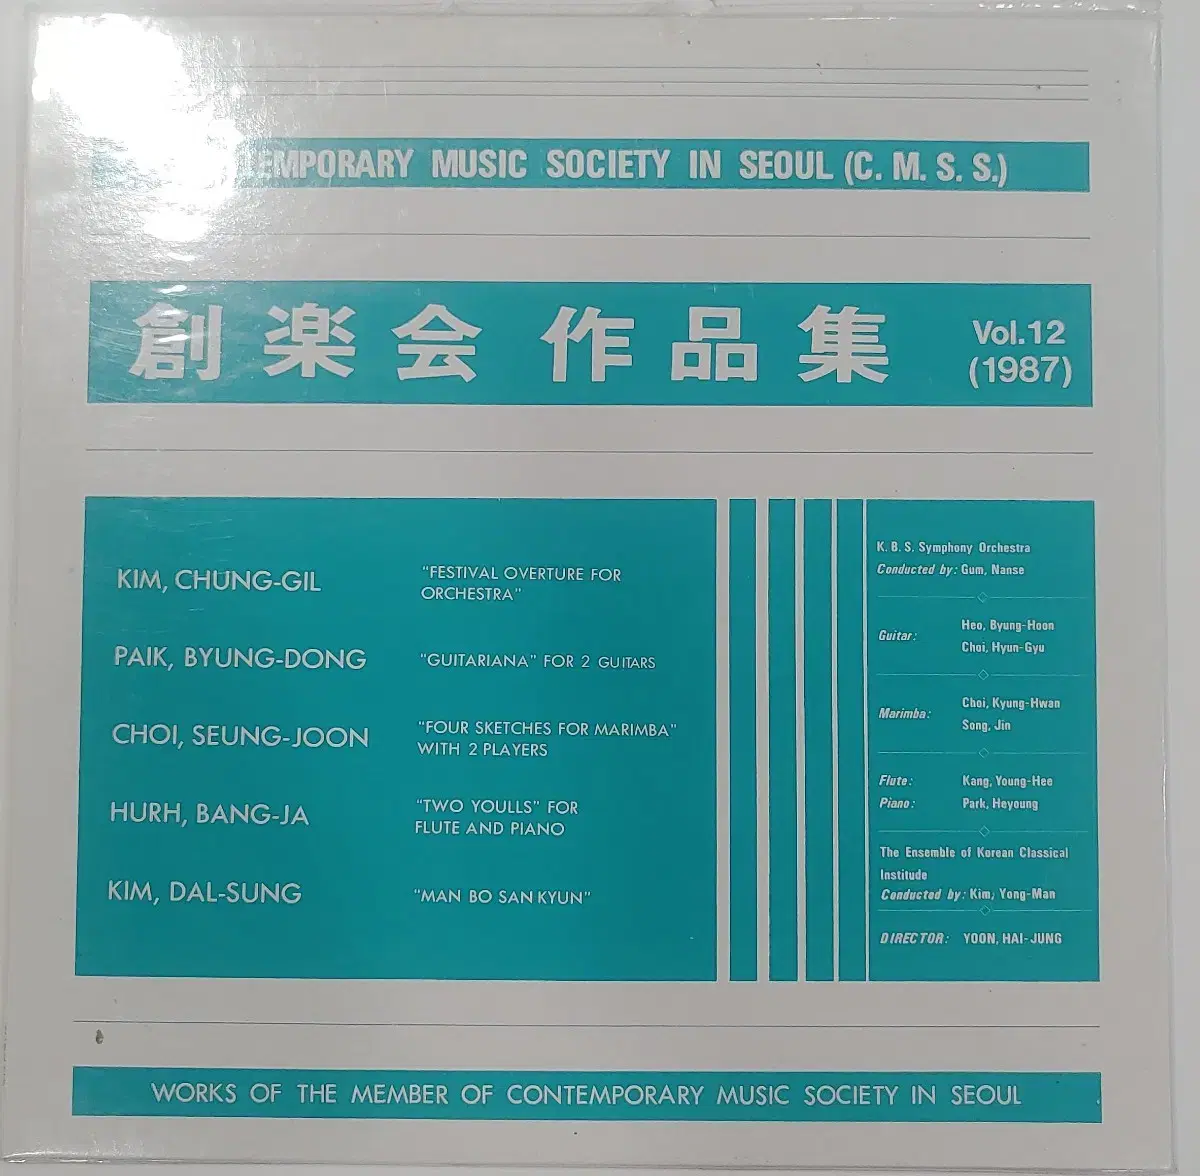 EMPORARY MUSIC SOCIETY IN SEOUL (C. M. S. S.)
創楽会 作品集
Vol.12
(1987)
KIM, CHUNG-GIL
"FESTIVAL OVERTURE FOR
ORCHESTRA"
PAIK, BYUNG-DONG
"GUITARIANA" FOR 2 GUITARS
CHOI, SEUNG-JOON
"FOUR SKETCHES FOR MARIMBA"
WITH 2 PLAYERS
HURH, BANG-JA
"TWO YOULLS" FOR
FLUTE AND PIANO
KIM, DAL-SUNG
"MAN BO SAN KYUN"
K. B. S. Symphony Orchestra
Conducted by: Gum, Nanse
Guitar: Heo, Byung-Hoon
Choi, Hyun-Gyu
Marimba: Choi, Kyung-Hwan
Song, Jin
Flute: Kang, Young-Hee
Piano: Park, Heyoung
The Ensemble of Korean Classical
Institude
Conducted by: Kim, Yong-Man
DIRECTOR: YOON, HAI-JUNG
WORKS OF THE MEMBER OF CONTEMPORARY MUSIC SOCIETY IN SEOUL